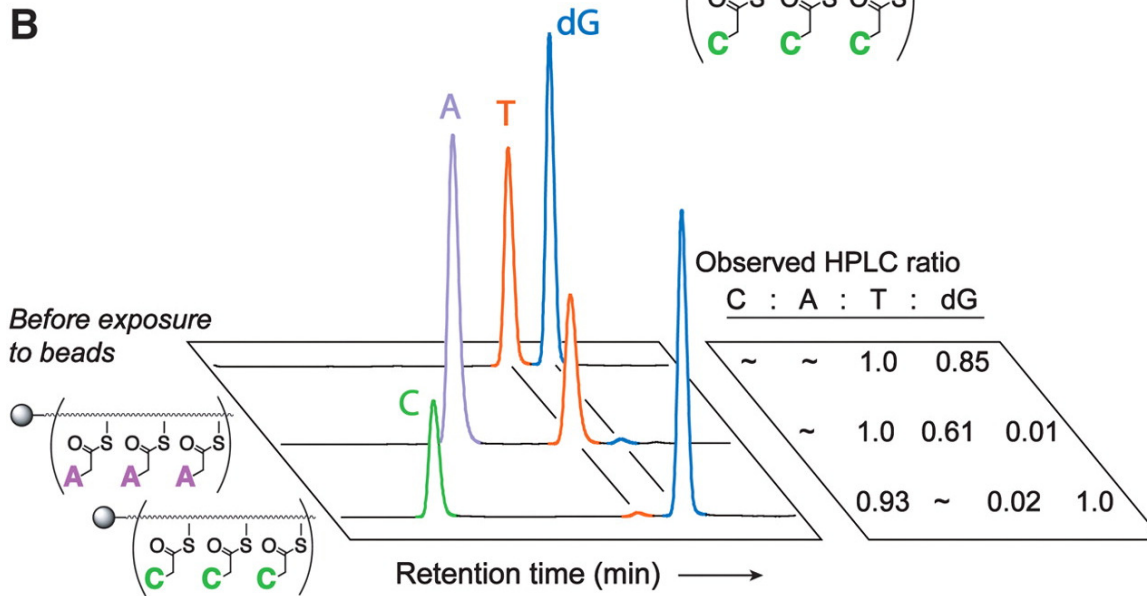 B
dG
O S O S O S
C C C
A
T
Observed HPLC ratio
C : A : T : dG
Before exposure
to beads
~ ~ 1.0 0.85
C
~ 1.0 0.61 0.01
O S O S O S
A A A
0.93 ~ 0.02 1.0
O S O S O S
C C C
Retention time (min)